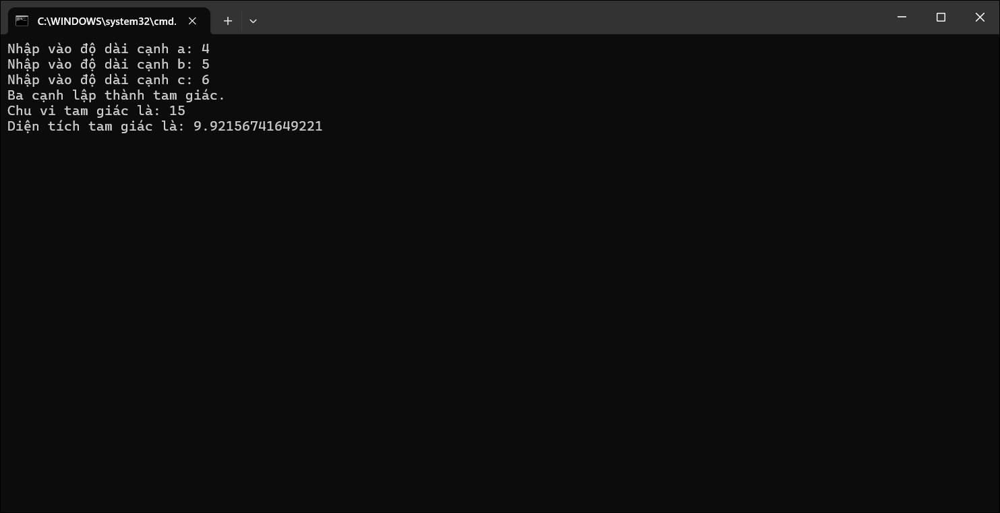 C:\WINDOWS\system32\cmd.
Nhập vào độ dài cạnh a: 4
Nhập vào độ dài cạnh b: 5
Nhập vào độ dài cạnh c: 6
Ba cạnh lập thành tam giác.
Chu vi tam giác là: 15
Diện tích tam giác là: 9.92156741649221